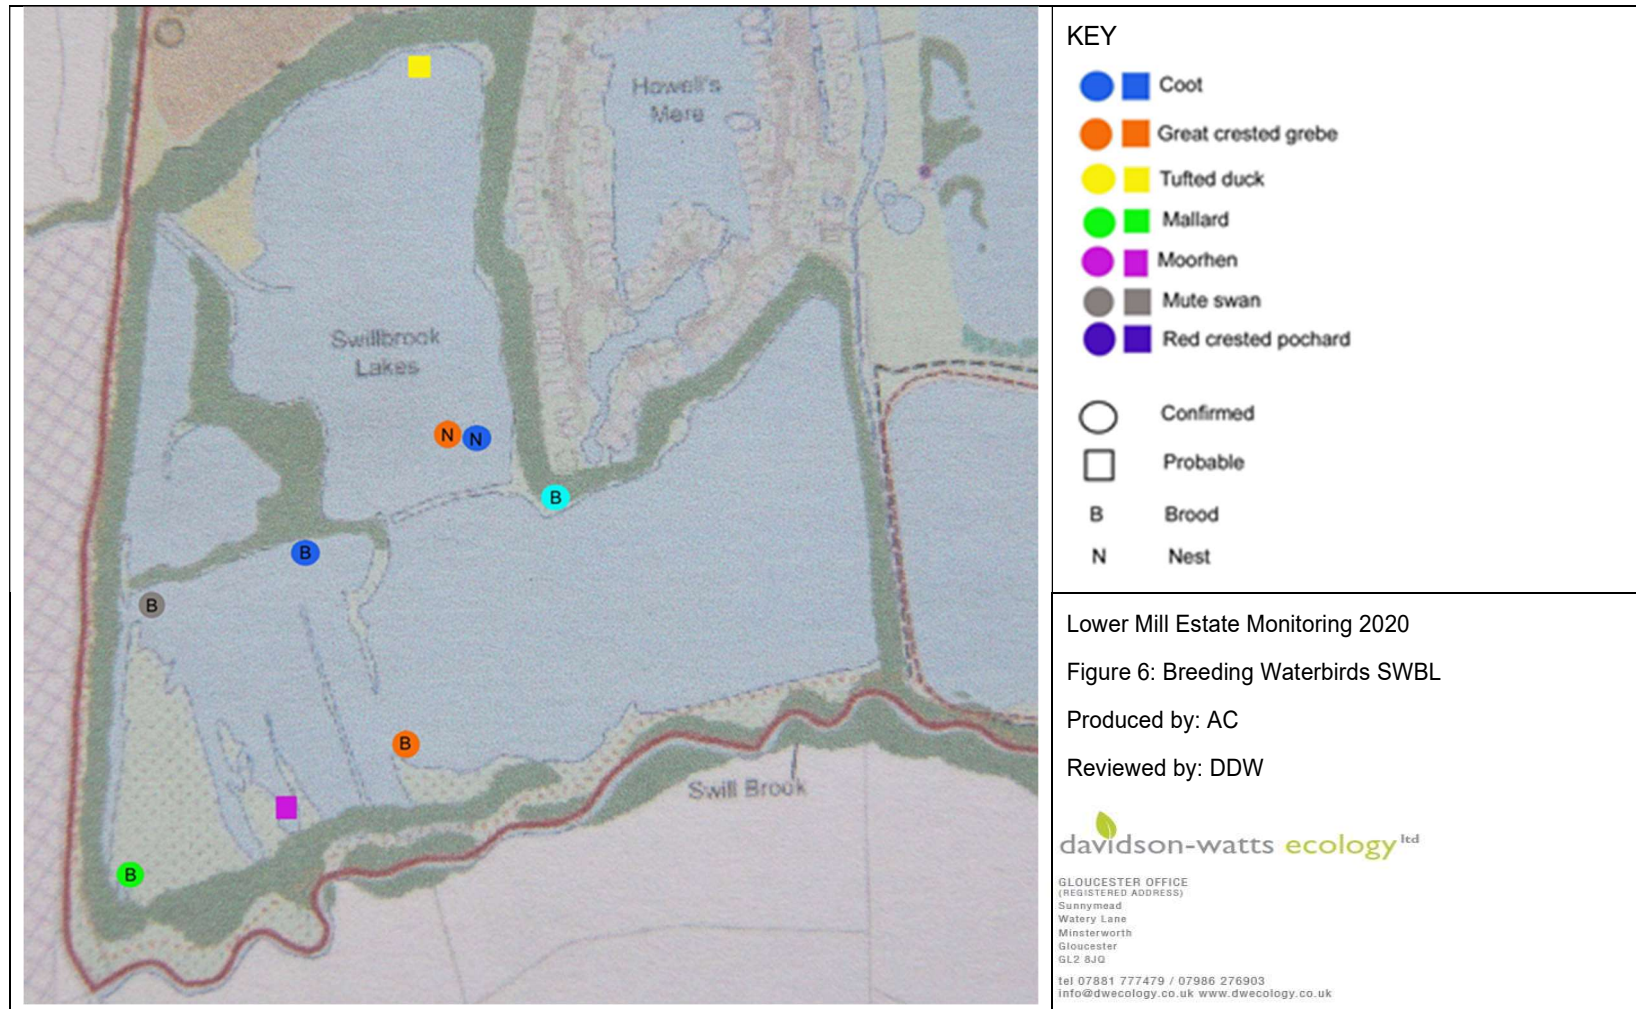 Howell's
Mere
Swillbrook
Lakes
N
N
B
B
B
B
B
Swill Brook
KEY
Coot
Great crested grebe
Tufted duck
Mallard
Moorhen
Mute swan
Red crested pochard
Confirmed
Probable
B Brood
N Nest
Lower Mill Estate Monitoring 2020
Figure 6: Breeding Waterbirds SWBL
Produced by: AC
Reviewed by: DDW
davidson-watts ecology ltd
GLOUCESTER OFFICE
(REGISTERED ADDRESS)
Sunnymead
Watery Lane
Minsterworth
Gloucester
GL2 8JQ
tel 07881 777479 / 07986 276903
info@dwecology.co.uk www.dwecology.co.uk